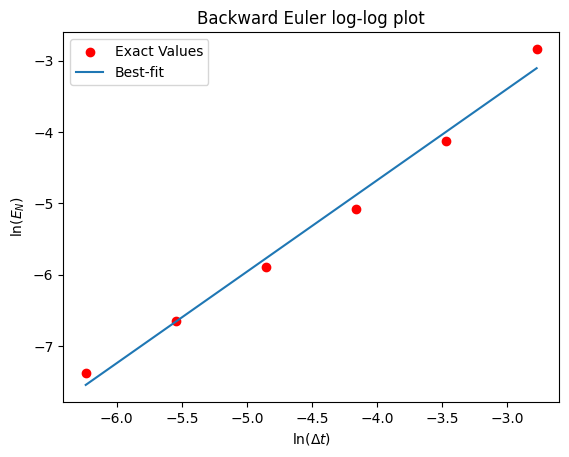 Backward Euler log-log plot
Exact Values
Best-fit
ln(E_N)
−3
−4
−5
−6
−7
−6.0 −5.5 −5.0 −4.5 −4.0 −3.5 −3.0
ln(Δt)